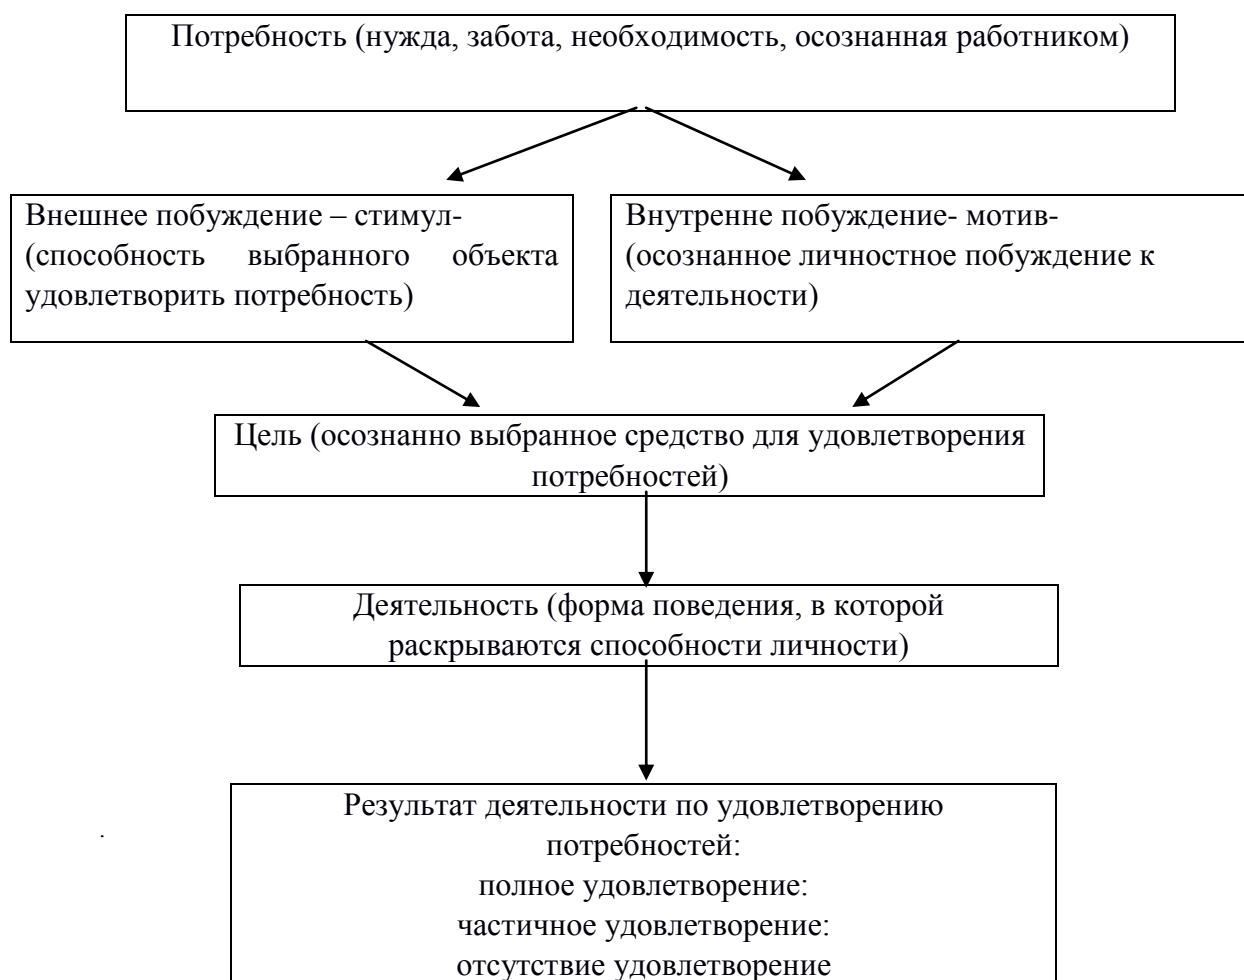 Потребность (нужда, забота, необходимость, осознанная работником)
Внешнее побуждение – стимул-
(способность выбранного объекта
удовлетворить потребность)
Внутренне побуждение- мотив-
(осознанное личностное побуждение к
деятельности)
Цель (осознанно выбранное средство для удовлетворения
потребностей)
Деятельность (форма поведения, в которой
раскрываются способности личности)
Результат деятельности по удовлетворению
потребностей:
полное удовлетворение:
частичное удовлетворение:
отсутствие удовлетворение